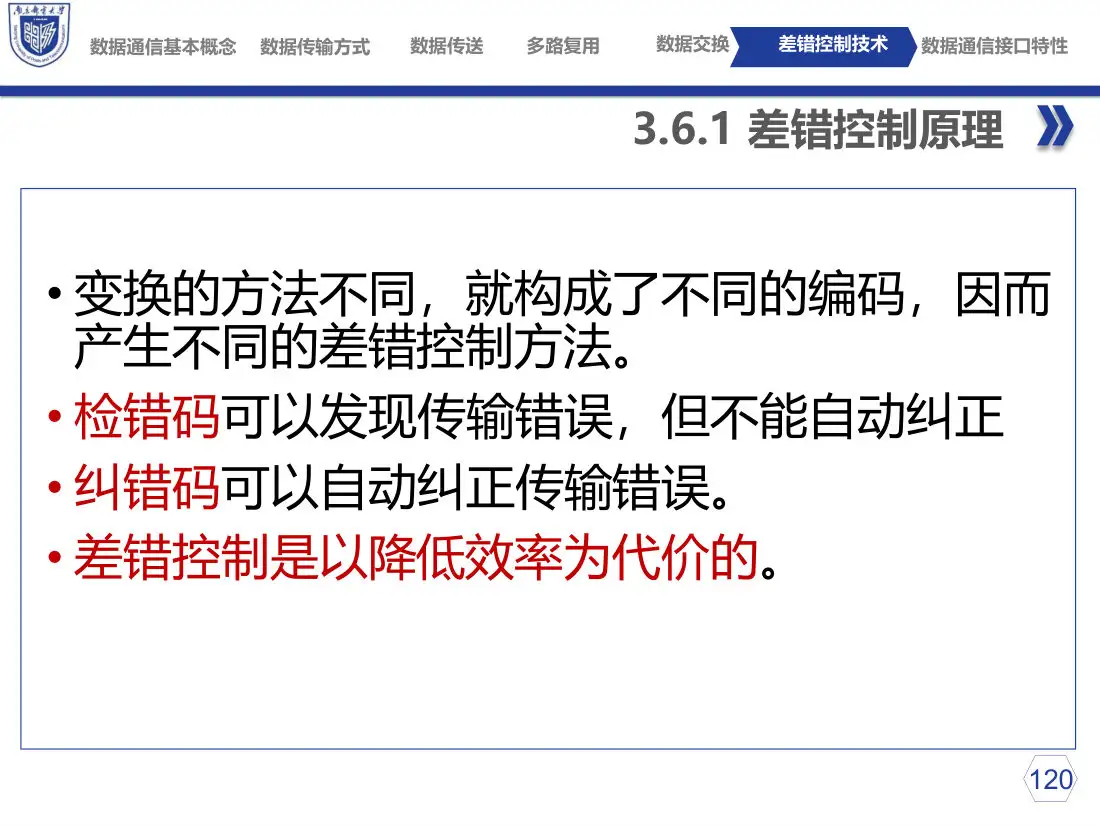 数据通信基本概念 数据传输方式 数据传送 多路复用 数据交换 差错控制技术 数据通信接口特性
3.6.1 差错控制原理
• 变换的方法不同，就构成了不同的编码，因而
产生不同的差错控制方法。
• 检错码可以发现传输错误，但不能自动纠正
• 纠错码可以自动纠正传输错误。
• 差错控制是以降低效率为代价的。
120